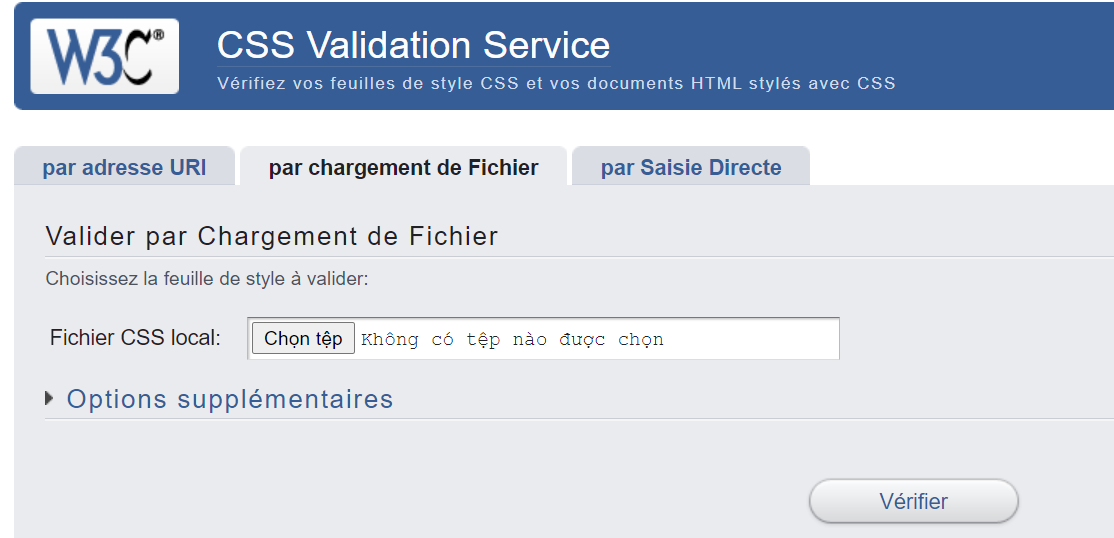 W3C®
CSS Validation Service
Vérifiez vos feuilles de style CSS et vos documents HTML stylés avec CSS
par adresse URI
par chargement de Fichier
par Saisie Directe
Valider par Chargement de Fichier
Choisissez la feuille de style à valider:
Fichier CSS local: Chọn tệp Không có tệp nào được chọn
Options supplémentaires
Vérifier